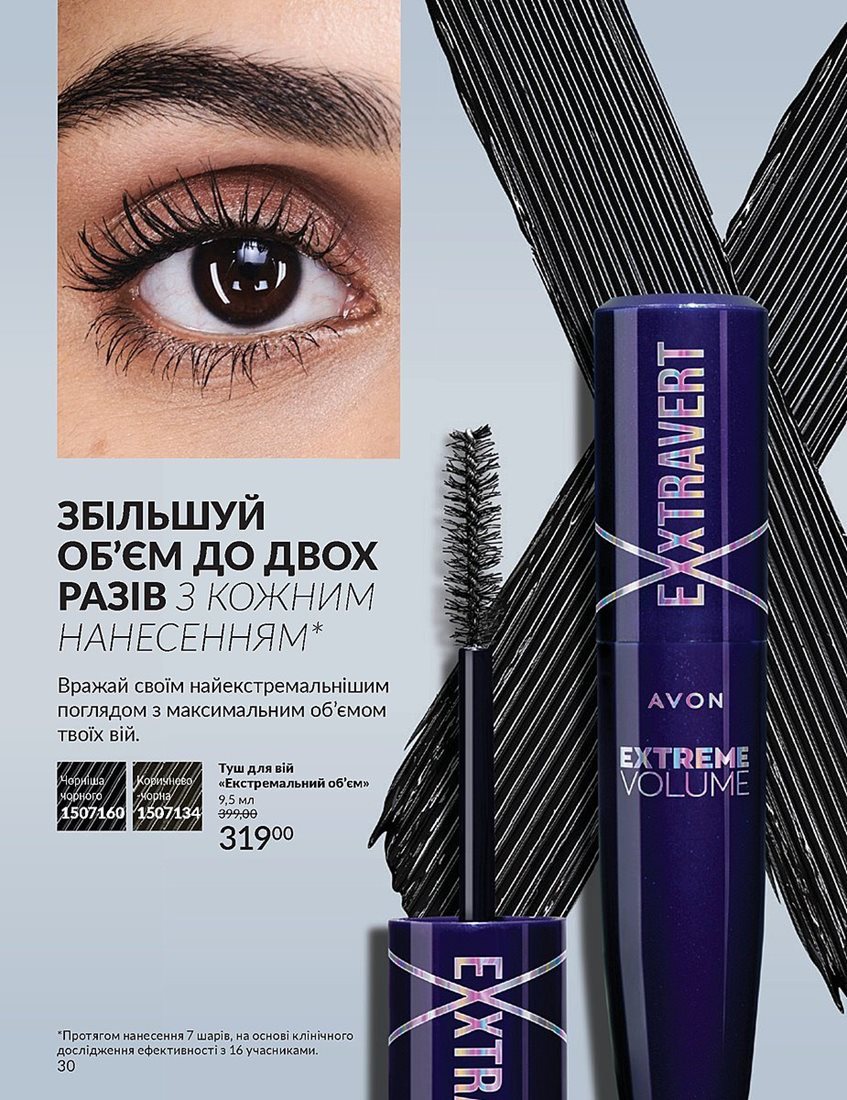 ЗБІЛЬШУЙ
ОБ’ЄМ ДО ДВОХ
РАЗІВ З КОЖНИМ
НАНЕСЕННЯМ*
Вражай своїм найекстремальнішим
поглядом з максимальним об’ємом
твоїх вій.
Чорніша
чорного
1507160
Коричнево
-чорна
1507134
Туш для вій
«Екстремальний об’єм»
9,5 мл
399,00
319⁰⁰
EXXTRAVERT
AVON
EXTREME
VOLUME
EXXTRA
*Протягом нанесення 7 шарів, на основі клінічного
дослідження ефективності з 16 учасниками.
30